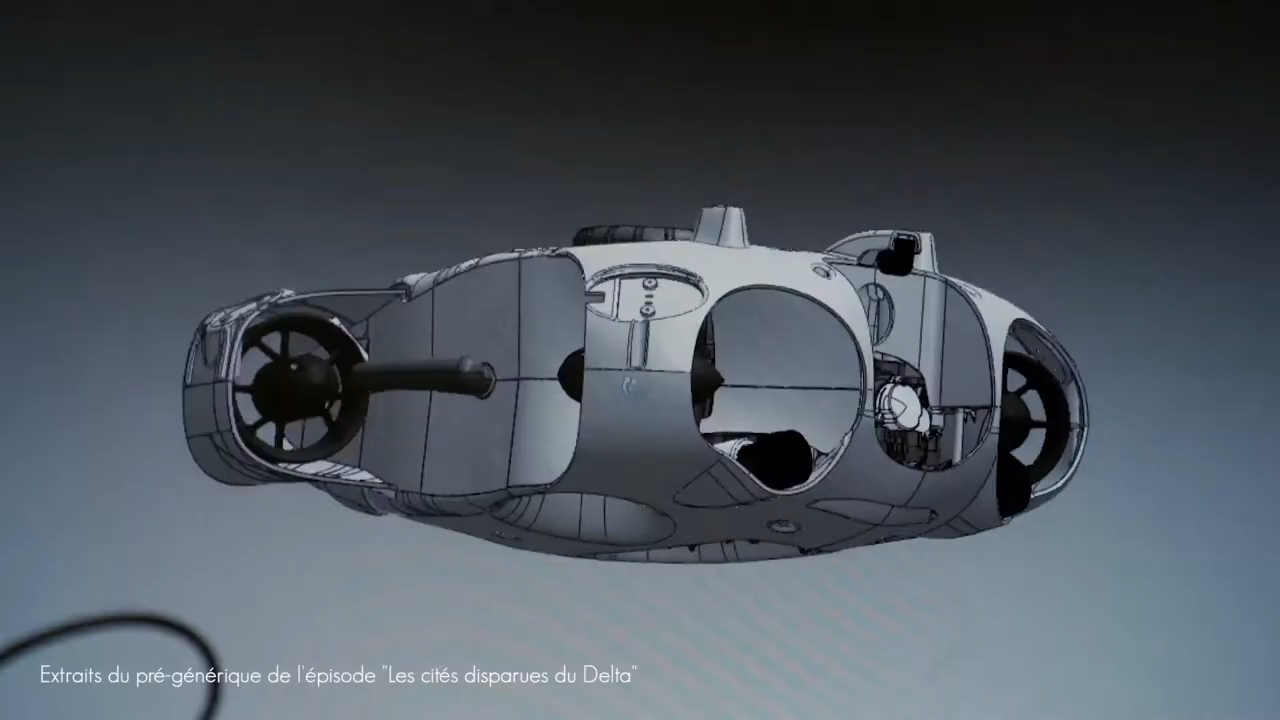 Extraits du pré-générique de l'épisode "Les cités disparues du Delta"